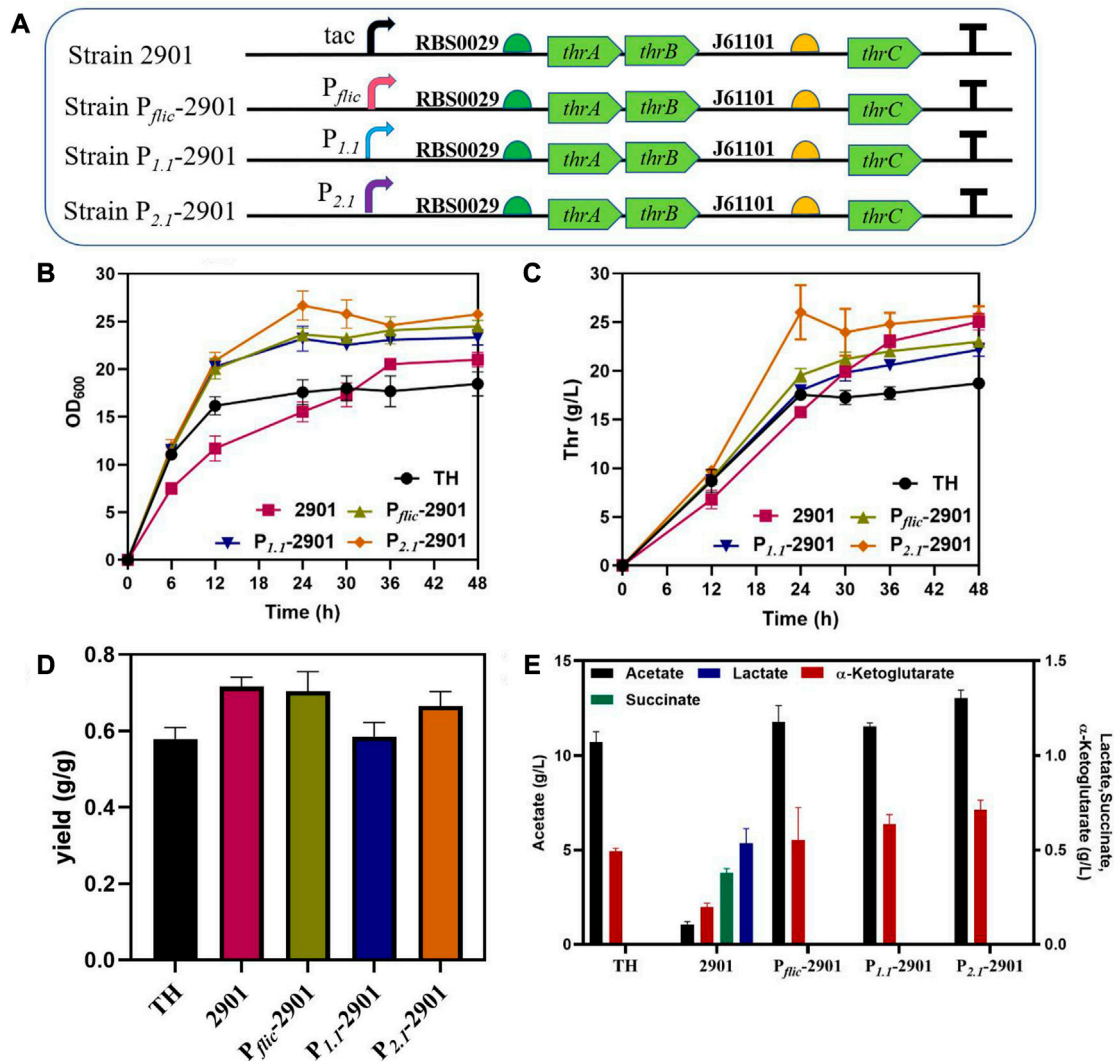 A
tac
RBS0029
J61101
Strain 2901
thrA
thrB
thrC
Pflic
RBS0029
J61101
Strain Pflic-2901
thrA
thrB
thrC
P1.1
RBS0029
J61101
Strain P1.1-2901
thrA
thrB
thrC
P2.1
RBS0029
J61101
Strain P2.1-2901
thrA
thrB
thrC
B
30
25
20
15
10
5
0
OD600
TH
2901
Pflic-2901
P1.1-2901
P2.1-2901
0 6 12 24 30 36 42 48
Time (h)
C
30
25
20
15
10
5
0
Thr (g/L)
TH
2901
Pflic-2901
P1.1-2901
P2.1-2901
0 12 24 30 36 42 48
Time (h)
D
0.8
0.6
0.4
0.2
0.0
yield (g/g)
TH
2901
Pflic-2901
P1.1-2901
P2.1-2901
E
15
10
5
0
Acetate (g/L)
Acetate
Lactate
α-Ketoglutarate
Succinate
1.5
1.0
0.5
0.0
Lactate,Succinate,
α-Ketoglutarate (g/L)
TH
2901
Pflic-2901
P1.1-2901
P2.1-2901